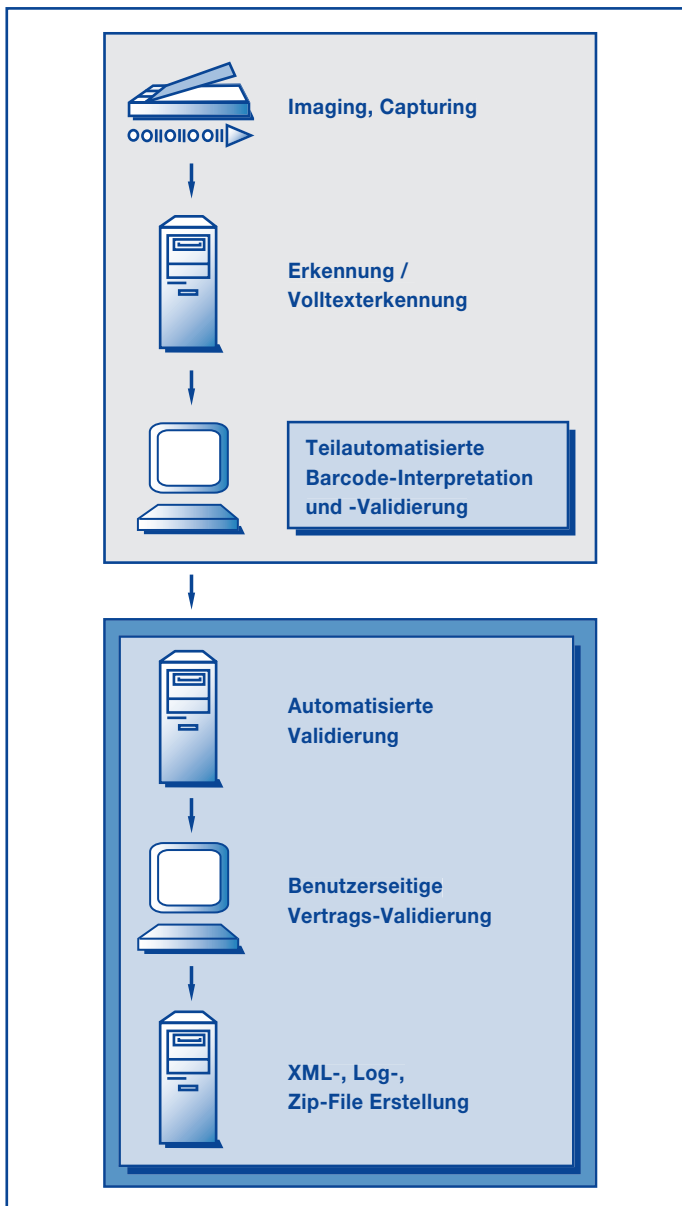 Imaging, Capturing
OOIIOIIOOII
Erkennung /
Volltexterkennung
Teilautomatisierte
Barcode-Interpretation
und -Validierung
Automatisierte
Validierung
Benutzerseitige
Vertrags-Validierung
XML-, Log-,
Zip-File Erstellung